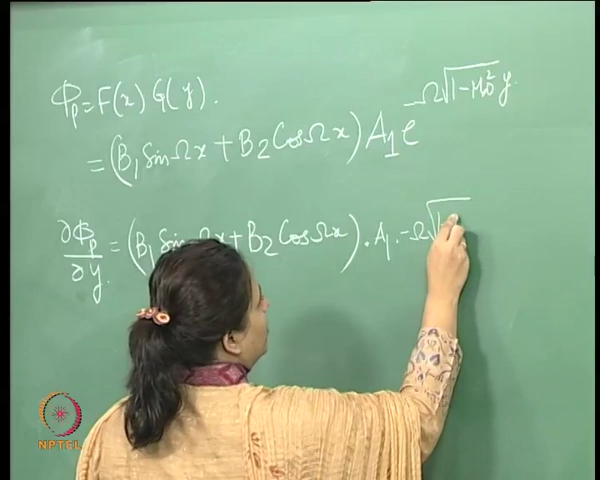 Φp = F(x) G(y).
= (B₁ Sin Ωx + B₂ Cos Ωx) A₁ e^(-Ω√(1-M∞² y)
∂Φp/∂y = (B₁ Sin Ωx + B₂ Cos Ωx) · A₁ · -Ω√1
NPTEL